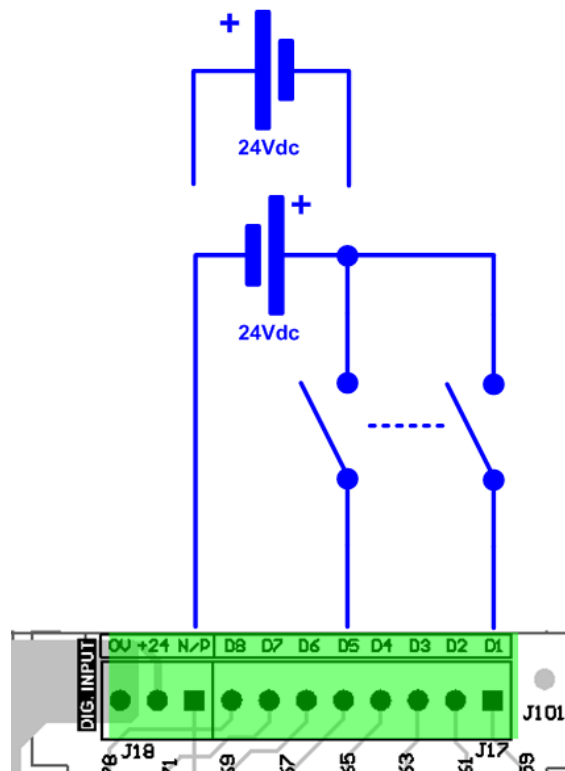 +
24Vdc
+
24Vdc
DIG. INPUT
0V +24 N/P D8 D7 D6 D5 D4 D3 D2 D1
J101
J18
J17